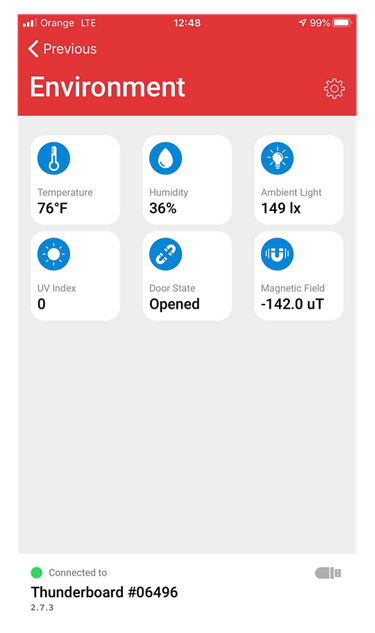 Orange LTE 12:48 99%
Previous
Environment
Temperature Humidity Ambient Light
76°F 36% 149 lx
UV Index Door State Magnetic Field
0 Opened -142.0 uT
Connected to
Thunderboard #06496
2.7.3